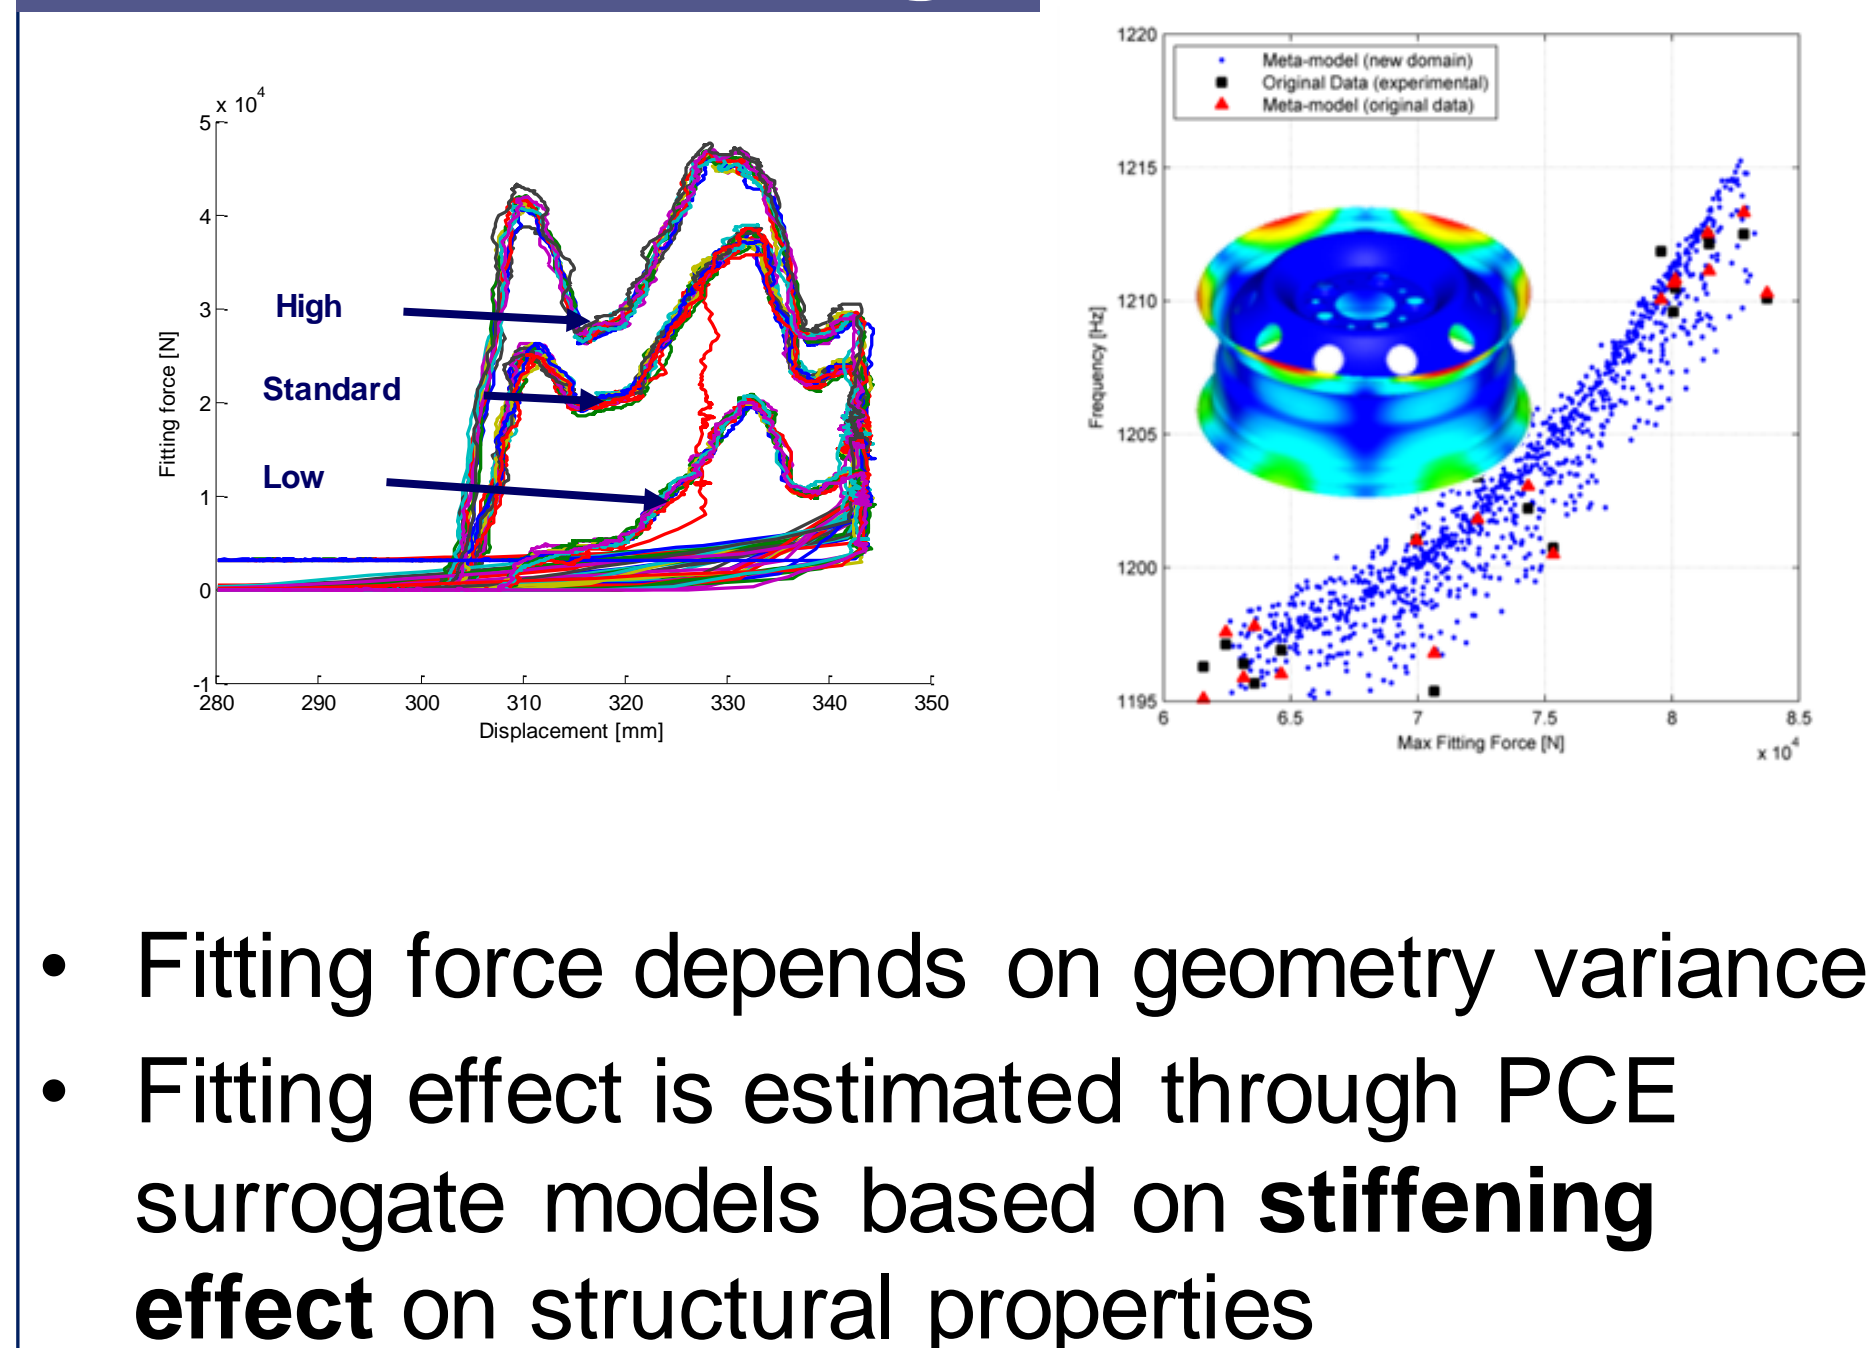 x 10^4
5
4
3
2
1
0
-1
280 290 300 310 320 330 340 350
Displacement [mm]
Fitting force [N]
High
Standard
Low
1220
1215
1210
1205
1200
1195
6 6.5 7 7.5 8 8.5
x 10^4
Max Fitting Force [N]
Frequency [Hz]
Meta-model (new domain)
Original Data (experimental)
Meta-model (original data)
• Fitting force depends on geometry variance
• Fitting effect is estimated through PCE
surrogate models based on stiffening
effect on structural properties